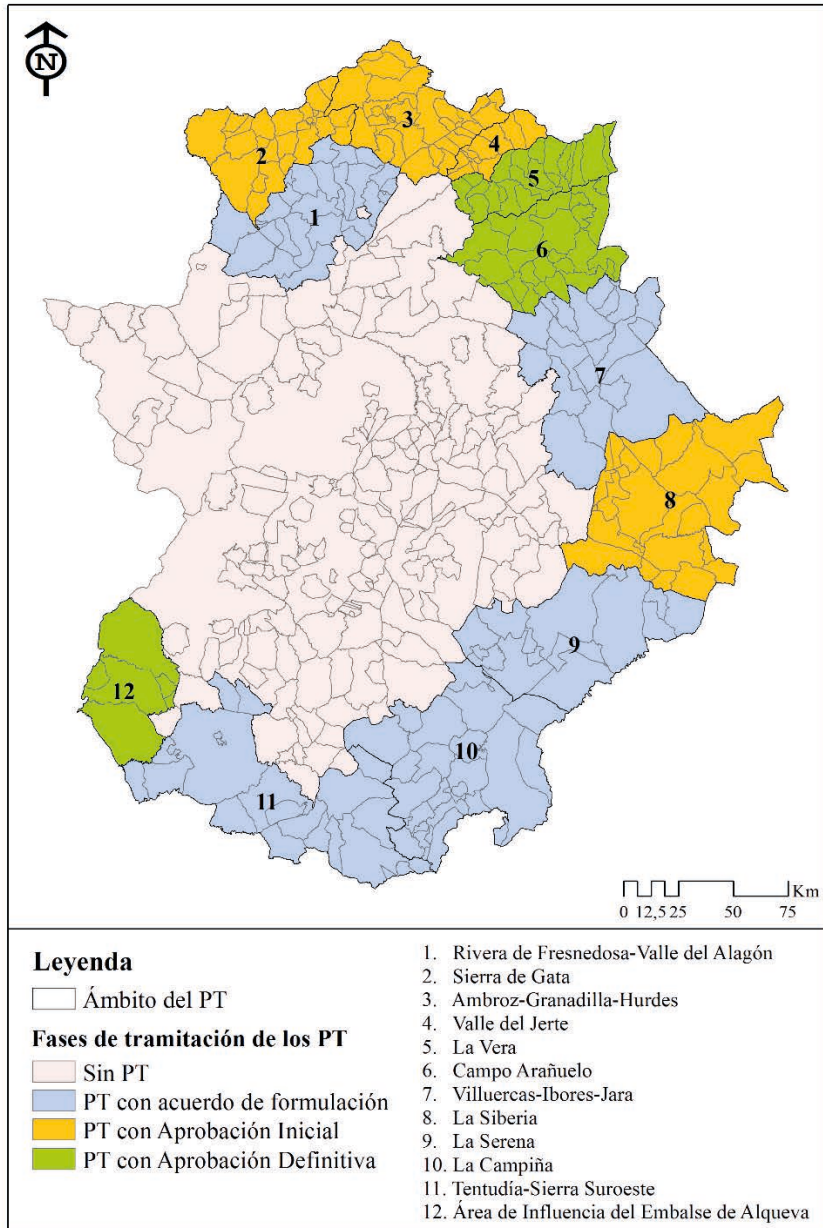 N
1
2
3
4
5
6
7
8
9
10
11
12
Km
0 12,5 25 50 75
Leyenda
Ámbito del PT
Fases de tramitación de los PT
Sin PT
PT con acuerdo de formulación
PT con Aprobación Inicial
PT con Aprobación Definitiva
1. Rivera de Fresnedosa-Valle del Alagón
2. Sierra de Gata
3. Ambroz-Granadilla-Hurdes
4. Valle del Jerte
5. La Vera
6. Campo Arañuelo
7. Villuercas-Ibores-Jara
8. La Siberia
9. La Serena
10. La Campiña
11. Tentudía-Sierra Suroeste
12. Área de Influencia del Embalse de Alqueva